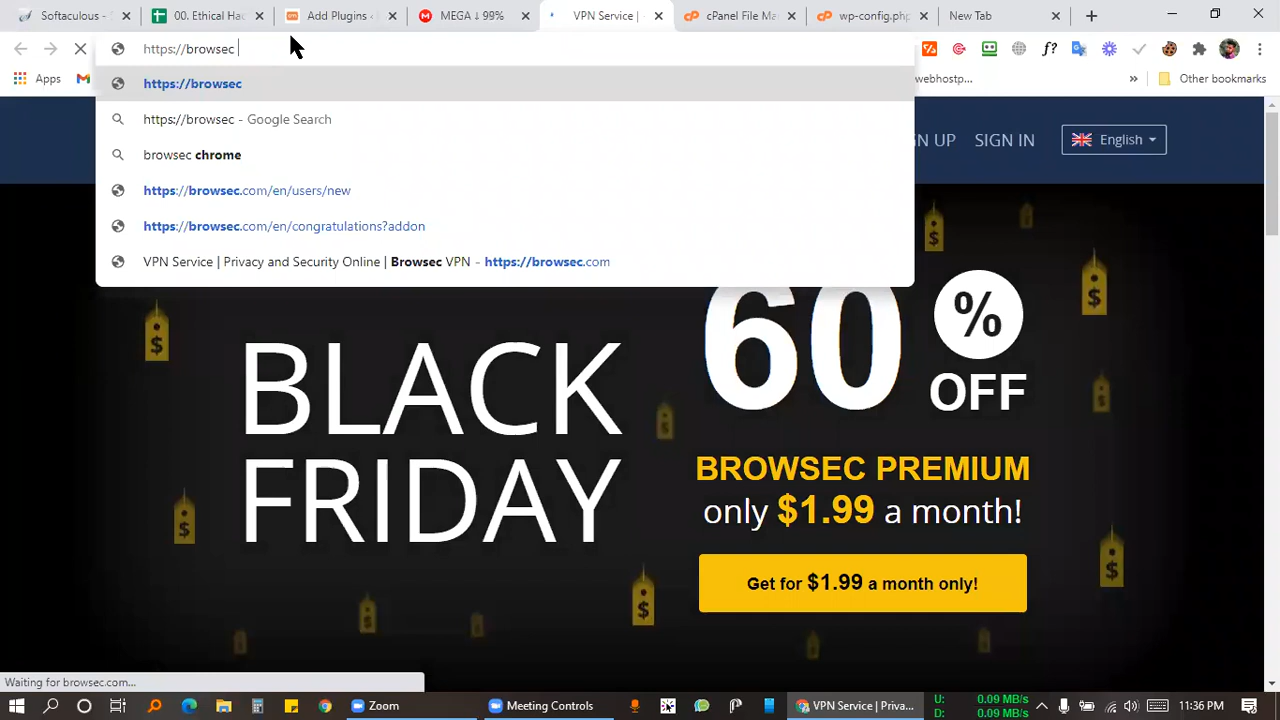 Softaculous -
00. Ethical Hac
Add Plugins ‹
MEGA ↓ 99%
VPN Service |
cPanel File Ma
wp-config.php
New Tab
https://browsec
Apps
webhostp...
»
Other bookmarks
https://browsec
https://browsec - Google Search
browsec chrome
https://browsec.com/en/users/new
https://browsec.com/en/congratulations?addon
VPN Service | Privacy and Security Online | Browsec VPN - https://browsec.com
SIGN IN
English
60 % OFF
BLACK
FRIDAY
BROWSEC PREMIUM
only $1.99 a month!
Get for $1.99 a month only!
Waiting for browsec.com...
Zoom
Meeting Controls
VPN Service | Priva...
U: 0.09 MB/s
D: 0.09 MB/s
11:36 PM